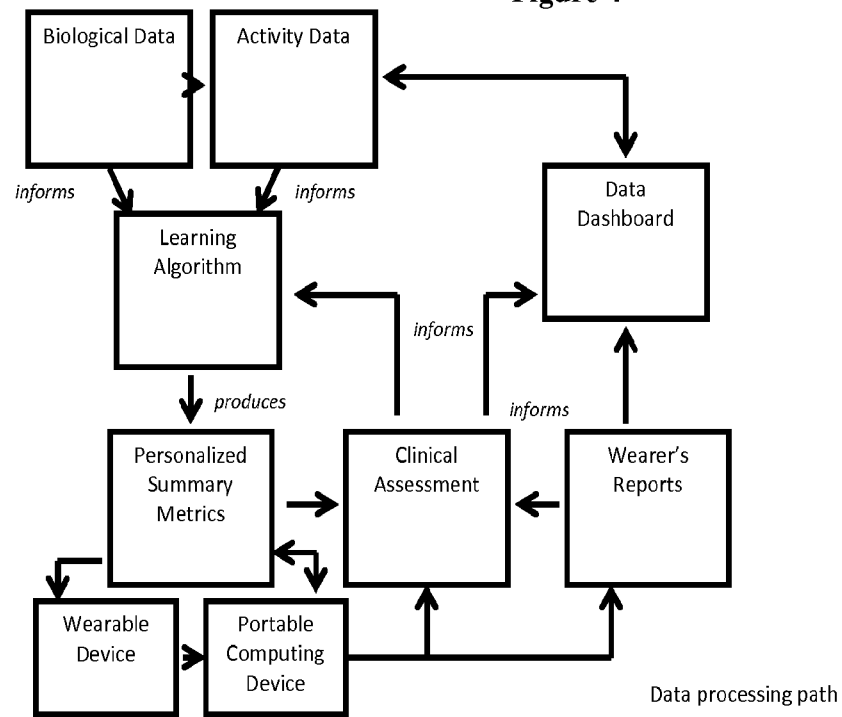 Biological Data
Activity Data
informs
informs
Data
Dashboard
Learning
Algorithm
informs
produces
informs
Personalized
Summary
Metrics
Clinical
Assessment
Wearer's
Reports
Wearable
Device
Portable
Computing
Device
Data processing path